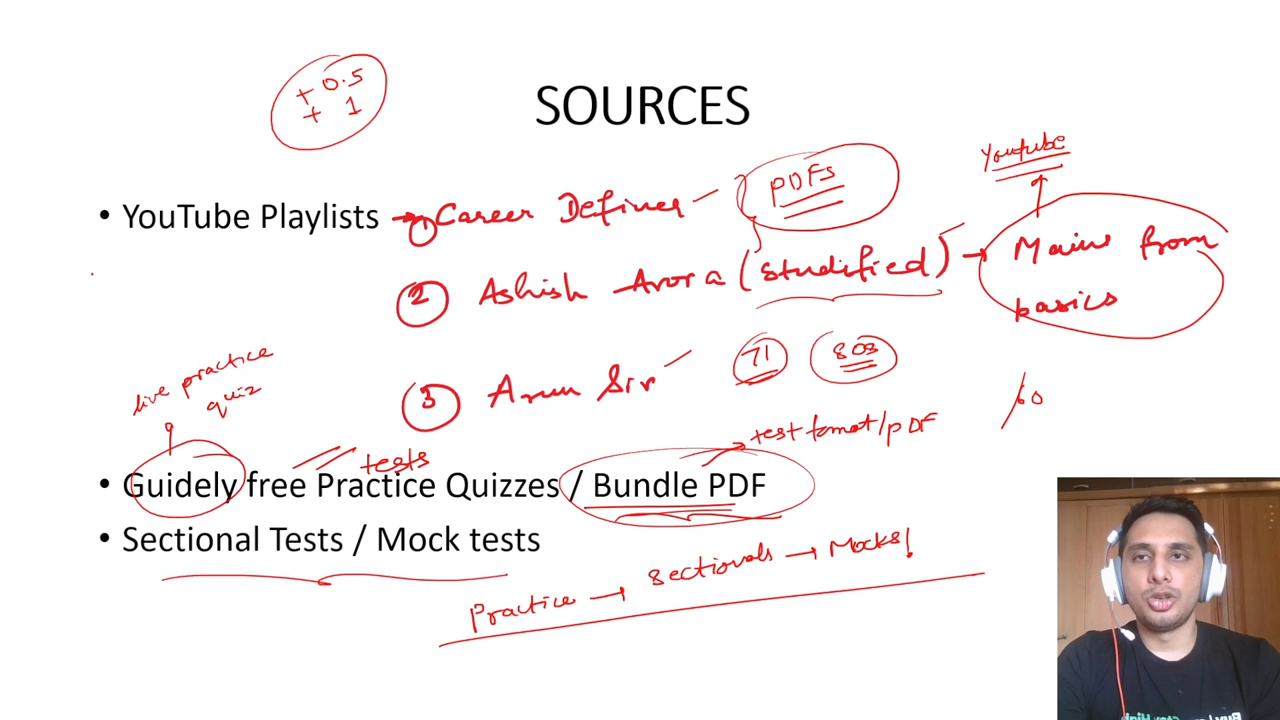 + 0.5
+ 1
SOURCES
Youtube
• YouTube Playlists → 1 Career Definer - PDFs
2 Ashish Arora (Studified) → Mains from
basics
3 Arun Sir 71 80
/60
live practice
quiz
test format/PDF
tests
• Guidely free Practice Quizzes / Bundle PDF
• Sectional Tests / Mock tests
Practice → Sectionals → Mocks!